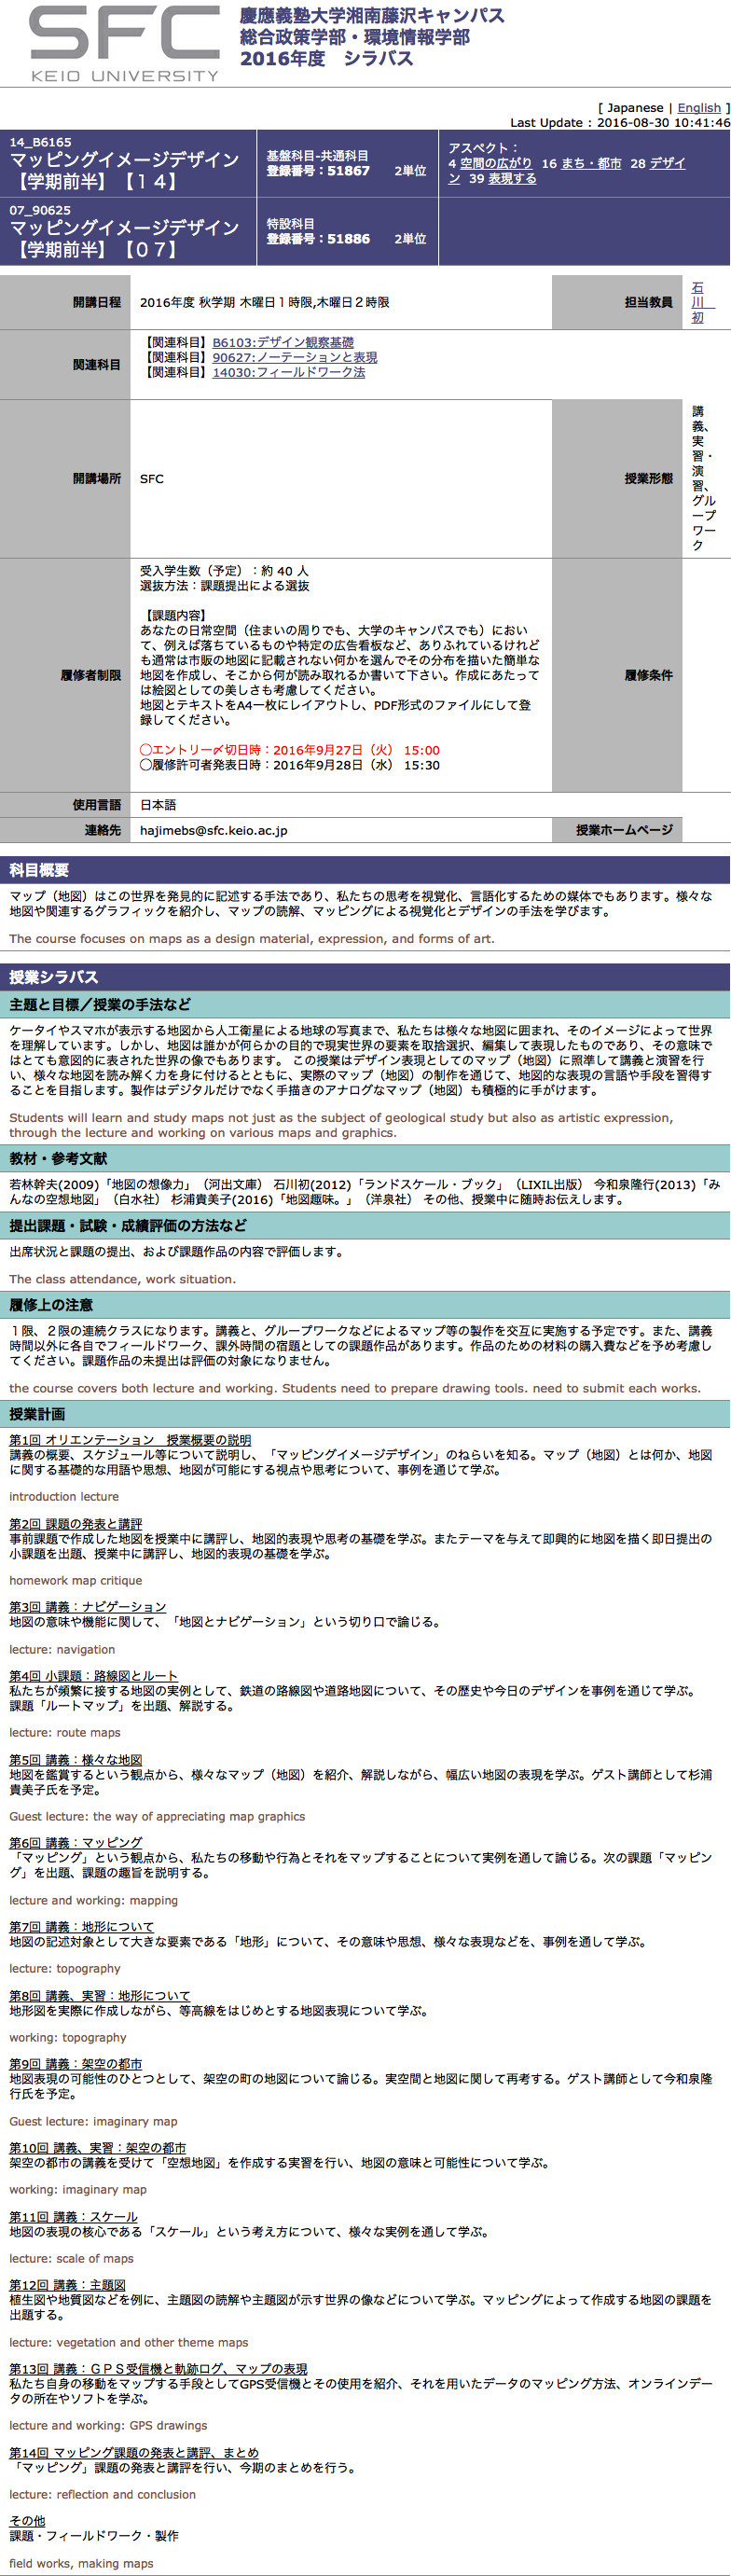 SFC
KEIO UNIVERSITY
慶應義塾大学湘南藤沢キャンパス
総合政策学部・環境情報学部
2016年度　シラバス
[ Japanese | English ]
Last Update : 2016-08-30 10:41:46
14_B6165
マッピングイメージデザイン
【学期前半】【１４】
基盤科目-共通科目
登録番号：51867 2単位
アスペクト：
4 空間の広がり 16 まち・都市 28 デザイ
ン 39 表現する
07_90625
マッピングイメージデザイン
【学期前半】【０７】
特設科目
登録番号：51886 2単位
開講日程
2016年度 秋学期 木曜日１時限,木曜日２時限
担当教員
石
川
初
関連科目
【関連科目】B6103:デザイン観察基礎
【関連科目】90627:ノーテーションと表現
【関連科目】14030:フィールドワーク法
開講場所
SFC
授業形態
講
義、
実
習・
演
習、
グル
ープ
ワー
ク
履修者制限
受入学生数（予定）：約 40 人
選抜方法：課題提出による選抜
【課題内容】
あなたの日常空間（住まいの周りでも、大学のキャンパスでも）におい
て、例えば落ちているものや特定の広告看板など、ありふれているけれど
も通常は市販の地図に記載されない何かを選んでその分布を描いた簡単な
地図を作成し、そこから何が読み取れるか書いて下さい。作成にあたって
は絵図としての美しさも考慮してください。
地図とテキストをA4一枚にレイアウトし、PDF形式のファイルにして登
録してください。
◯エントリー〆切日時：2016年9月27日（火） 15:00
◯履修許可者発表日時：2016年9月28日（水） 15:30
履修条件
使用言語
日本語
連絡先
hajimebs@sfc.keio.ac.jp
授業ホームページ
科目概要
マップ（地図）はこの世界を発見的に記述する手法であり、私たちの思考を視覚化、言語化するための媒体でもあります。様々な
地図や関連するグラフィックを紹介し、マップの読解、マッピングによる視覚化とデザインの手法を学びます。
The course focuses on maps as a design material, expression, and forms of art.
授業シラバス
主題と目標／授業の手法など
ケータイやスマホが表示する地図から人工衛星による地球の写真まで、私たちは様々な地図に囲まれ、そのイメージによって世界
を理解しています。しかし、地図は誰かが何らかの目的で現実世界の要素を取捨選択、編集して表現したものであり、その意味で
はとても意図的に表された世界の像でもあります。 この授業はデザイン表現としてのマップ（地図）に照準して講義と演習を行
い、様々な地図を読み解く力を身に付けるとともに、実際のマップ（地図）の制作を通じて、地図的な表現の言語や手段を習得す
ることを目指します。製作はデジタルだけでなく手描きのアナログなマップ（地図）も積極的に手がけます。
Students will learn and study maps not just as the subject of geological study but also as artistic expression,
through the lecture and working on various maps and graphics.
教材・参考文献
若林幹夫(2009)「地図の想像力」（河出文庫） 石川初(2012)「ランドスケール・ブック」（LIXIL出版） 今和泉隆行(2013)「み
んなの空想地図」（白水社） 杉浦貴美子(2016)「地図趣味。」（洋泉社） その他、授業中に随時お伝えします。
提出課題・試験・成績評価の方法など
出席状況と課題の提出、および課題作品の内容で評価します。
The class attendance, work situation.
履修上の注意
１限、２限の連続クラスになります。講義と、グループワークなどによるマップ等の製作を交互に実施する予定です。また、講義
時間以外に各自でフィールドワーク、課外時間の宿題としての課題作品があります。作品のための材料の購入費などを予め考慮し
てください。課題作品の未提出は評価の対象になりません。
the course covers both lecture and working. Students need to prepare drawing tools. need to submit each works.
授業計画
第1回 オリエンテーション　授業概要の説明
講義の概要、スケジュール等について説明し、「マッピングイメージデザイン」のねらいを知る。マップ（地図）とは何か、地図
に関する基礎的な用語や思想、地図が可能にする視点や思考について、事例を通じて学ぶ。
introduction lecture
第2回 課題の発表と講評
事前課題で作成した地図を授業中に講評し、地図的表現や思考の基礎を学ぶ。またテーマを与えて即興的に地図を描く即日提出の
小課題を出題、授業中に講評し、地図的表現の基礎を学ぶ。
homework map critique
第3回 講義：ナビゲーション
地図の意味や機能に関して、「地図とナビゲーション」という切り口で論じる。
lecture: navigation
第4回 小課題：路線図とルート
私たちが頻繁に接する地図の実例として、鉄道の路線図や道路地図について、その歴史や今日のデザインを事例を通じて学ぶ。
課題「ルートマップ」を出題、解説する。
lecture: route maps
第5回 講義：様々な地図
地図を鑑賞するという観点から、様々なマップ（地図）を紹介、解説しながら、幅広い地図の表現を学ぶ。ゲスト講師として杉浦
貴美子氏を予定。
Guest lecture: the way of appreciating map graphics
第6回 講義：マッピング
「マッピング」という観点から、私たちの移動や行為とそれをマップすることについて実例を通して論じる。次の課題「マッピン
グ」を出題、課題の趣旨を説明する。
lecture and working: mapping
第7回 講義：地形について
地図の記述対象として大きな要素である「地形」について、その意味や思想、様々な表現などを、事例を通して学ぶ。
lecture: topography
第8回 講義、実習：地形について
地形図を実際に作成しながら、等高線をはじめとする地図表現について学ぶ。
working: topography
第9回 講義：架空の都市
地図表現の可能性のひとつとして、架空の町の地図について論じる。実空間と地図に関して再考する。ゲスト講師として今和泉隆
行氏を予定。
Guest lecture: imaginary map
第10回 講義、実習：架空の都市
架空の都市の講義を受けて「空想地図」を作成する実習を行い、地図の意味と可能性について学ぶ。
working: imaginary map
第11回 講義：スケール
地図の表現の核心である「スケール」という考え方について、様々な実例を通して学ぶ。
lecture: scale of maps
第12回 講義：主題図
植生図や地質図などを例に、主題図の読解や主題図が示す世界の像などについて学ぶ。マッピングによって作成する地図の課題を
出題する。
lecture: vegetation and other theme maps
第13回 講義：ＧＰＳ受信機と軌跡ログ、マップの表現
私たち自身の移動をマップする手段としてGPS受信機とその使用を紹介、それを用いたデータのマッピング方法、オンラインデー
タの所在やソフトを学ぶ。
lecture and working: GPS drawings
第14回 マッピング課題の発表と講評、まとめ
「マッピング」課題の発表と講評を行い、今期のまとめを行う。
lecture: reflection and conclusion
その他
課題・フィールドワーク・製作
field works, making maps